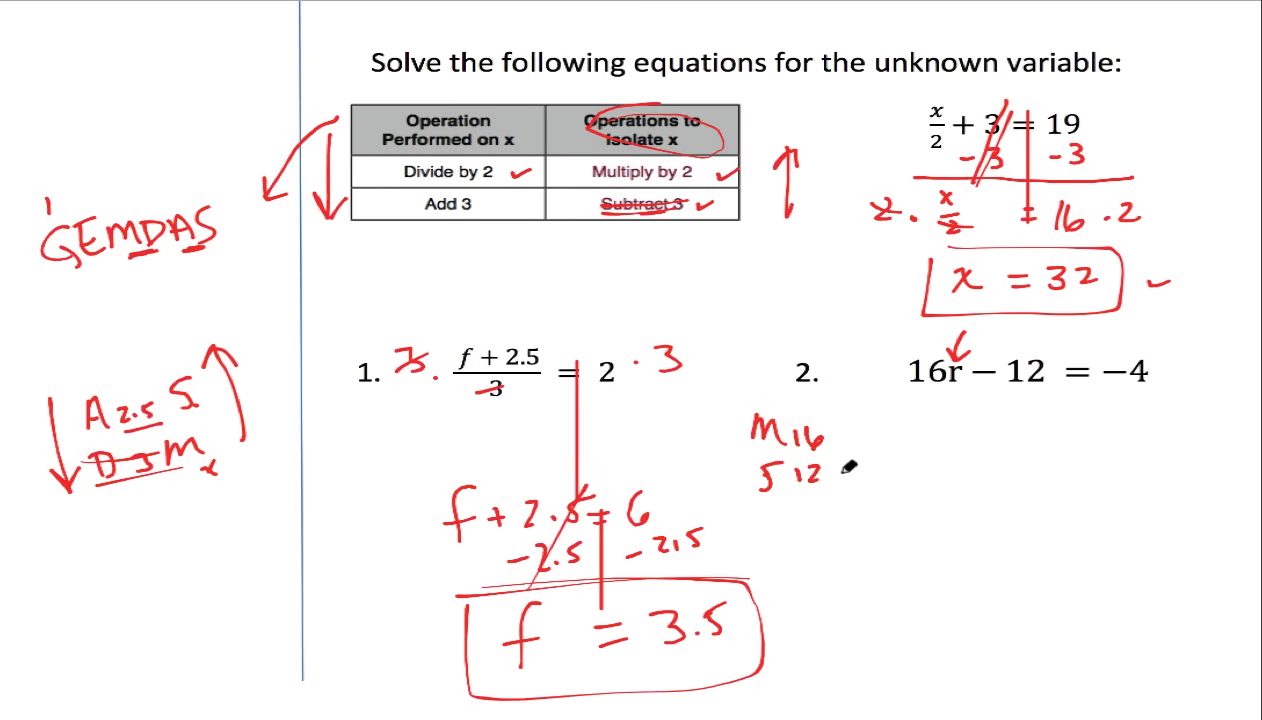 Solve the following equations for the unknown variable:
Operation Performed on x
Operations to isolate x
Divide by 2
Multiply by 2
Add 3
Subtract 3
x/2 + 3 = 19
- 3 - 3
2 · x/2 = 16 · 2
x = 32
GEMDAS
1
A 2.5 S
D 3 M
x
1. 3 · (f + 2.5)/3 = 2 · 3
f + 2.5 = 6
- 2.5 - 2.5
f = 3.5
2. 16r − 12 = −4
M 16
S 12